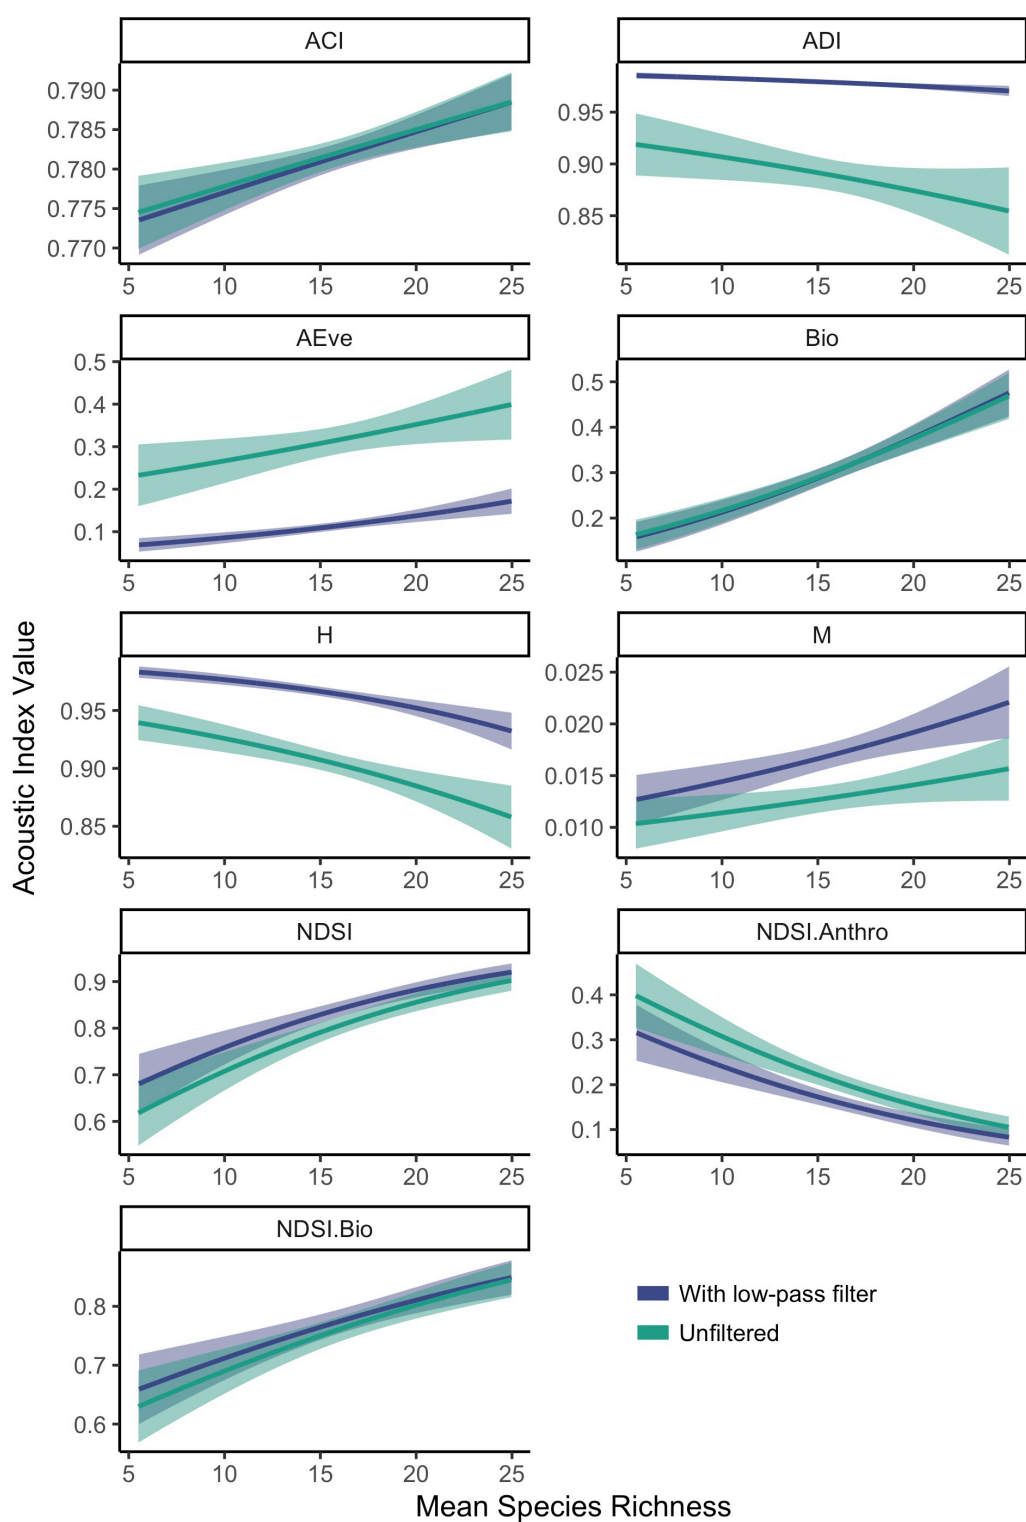 ACI
ADI
0.790
0.785
0.780
0.775
0.770
0.95
0.90
0.85
5 10 15 20 25
5 10 15 20 25
AEve
Bio
0.5
0.4
0.3
0.2
0.1
0.5
0.4
0.3
0.2
5 10 15 20 25
5 10 15 20 25
H
M
0.95
0.90
0.85
0.025
0.020
0.015
0.010
5 10 15 20 25
5 10 15 20 25
NDSI
NDSI.Anthro
0.9
0.8
0.7
0.6
0.4
0.3
0.2
0.1
5 10 15 20 25
5 10 15 20 25
NDSI.Bio
0.8
0.7
0.6
5 10 15 20 25
With low-pass filter
Unfiltered
Acoustic Index Value
Mean Species Richness